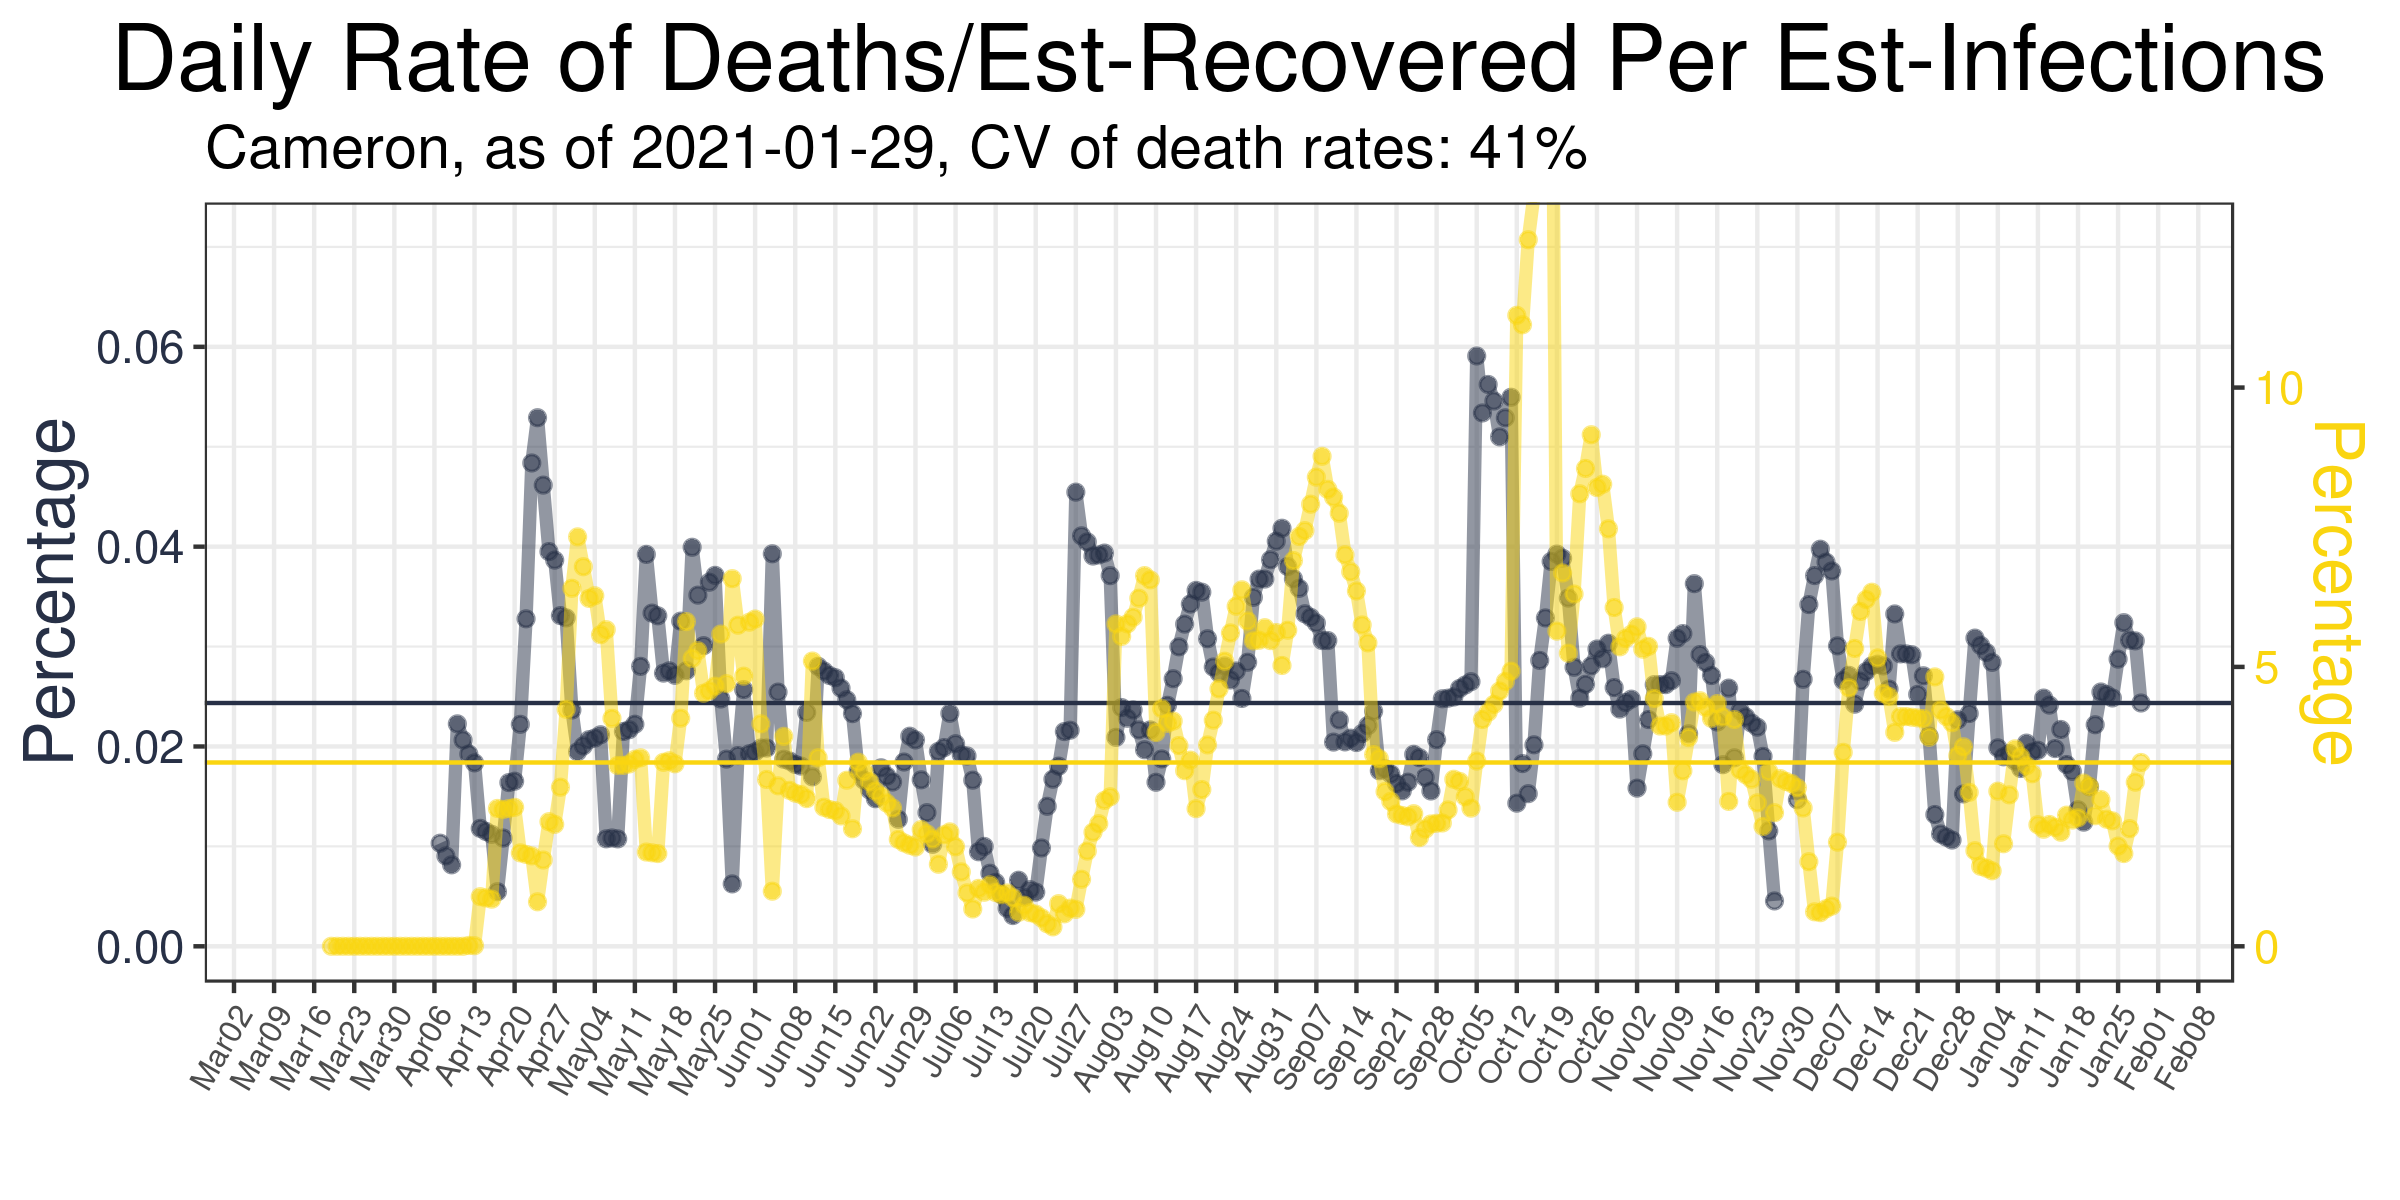 Daily Rate of Deaths/Est-Recovered Per Est-Infections
Cameron, as of 2021-01-29, CV of death rates: 41%
Percentage
0.06
0.04
0.02
0.00
10
5
0
Percentage
Mar02
Mar09
Mar16
Mar23
Mar30
Apr06
Apr13
Apr20
Apr27
May04
May11
May18
May25
Jun01
Jun08
Jun15
Jun22
Jun29
Jul06
Jul13
Jul20
Jul27
Aug03
Aug10
Aug17
Aug24
Aug31
Sep07
Sep14
Sep21
Sep28
Oct05
Oct12
Oct19
Oct26
Nov02
Nov09
Nov16
Nov23
Nov30
Dec07
Dec14
Dec21
Dec28
Jan04
Jan11
Jan18
Jan25
Feb01
Feb08